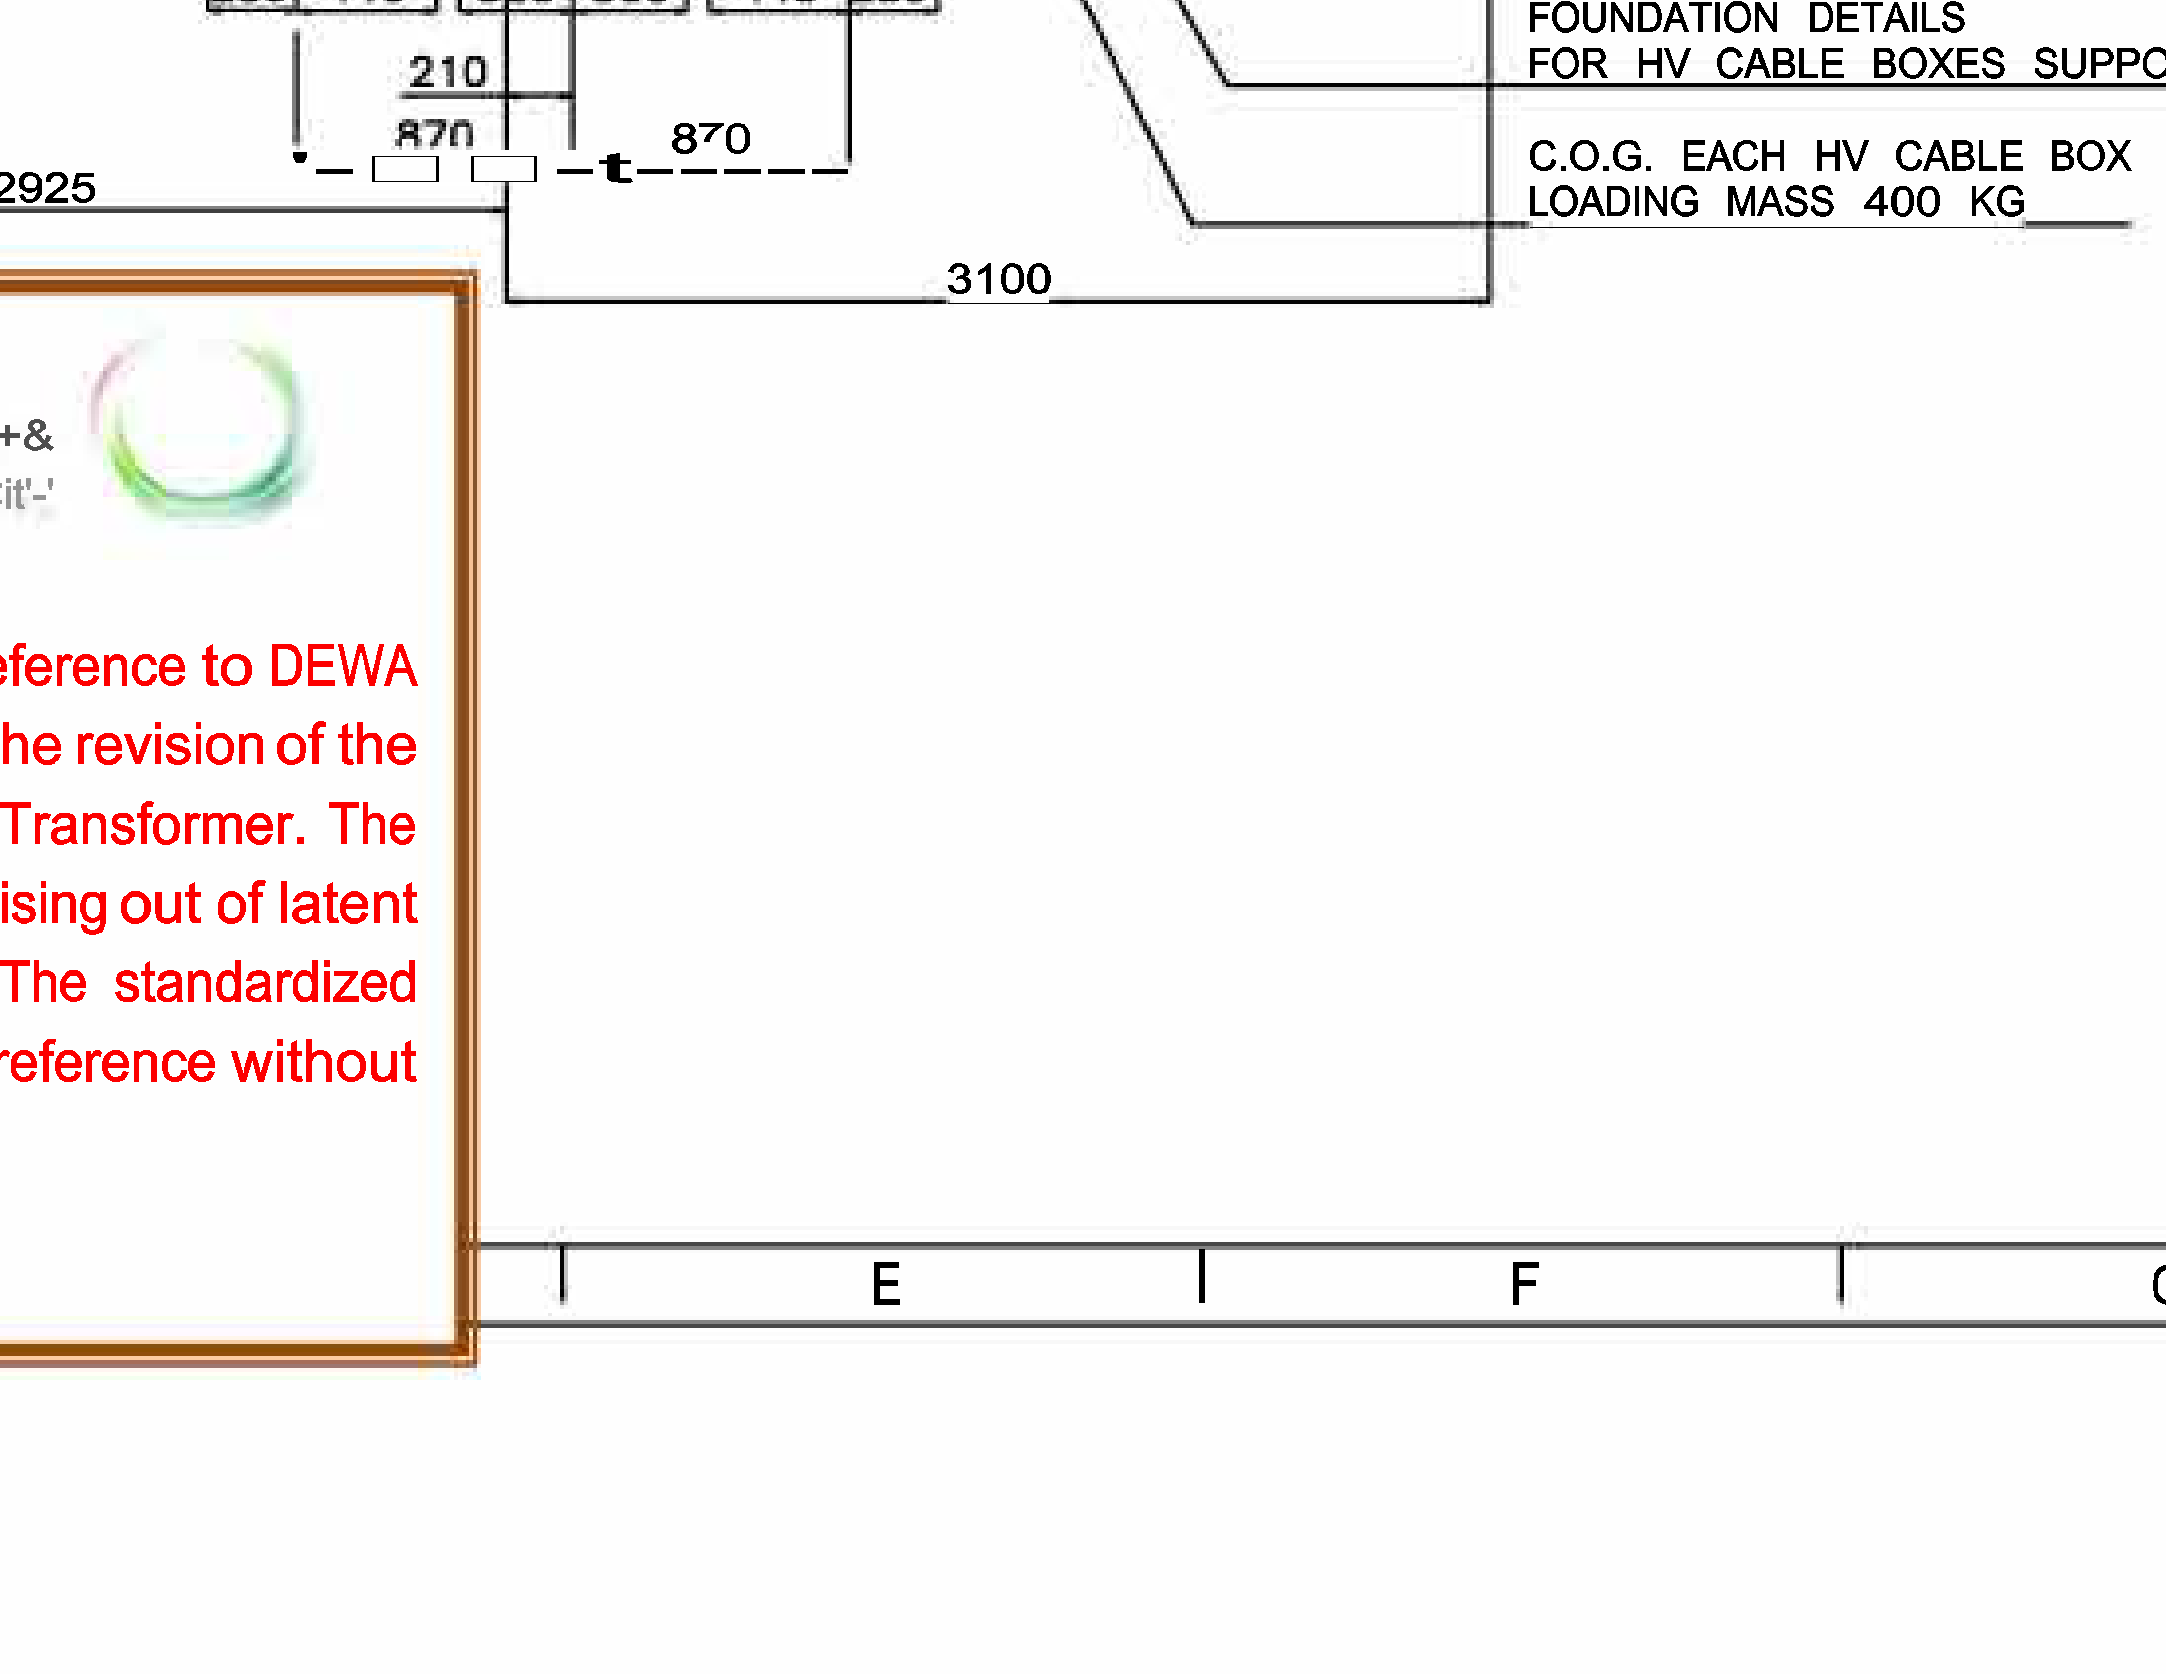 FOUNDATION DETAILS
FOR HV CABLE BOXES SUPPO
210
870
870
C.O.G. EACH HV CABLE BOX
LOADING MASS 400 KG
2925
3100
+&
it'-'
eference to DEWA
he revision of the
Transformer. The
ising out of latent
The standardized
reference without
E
F